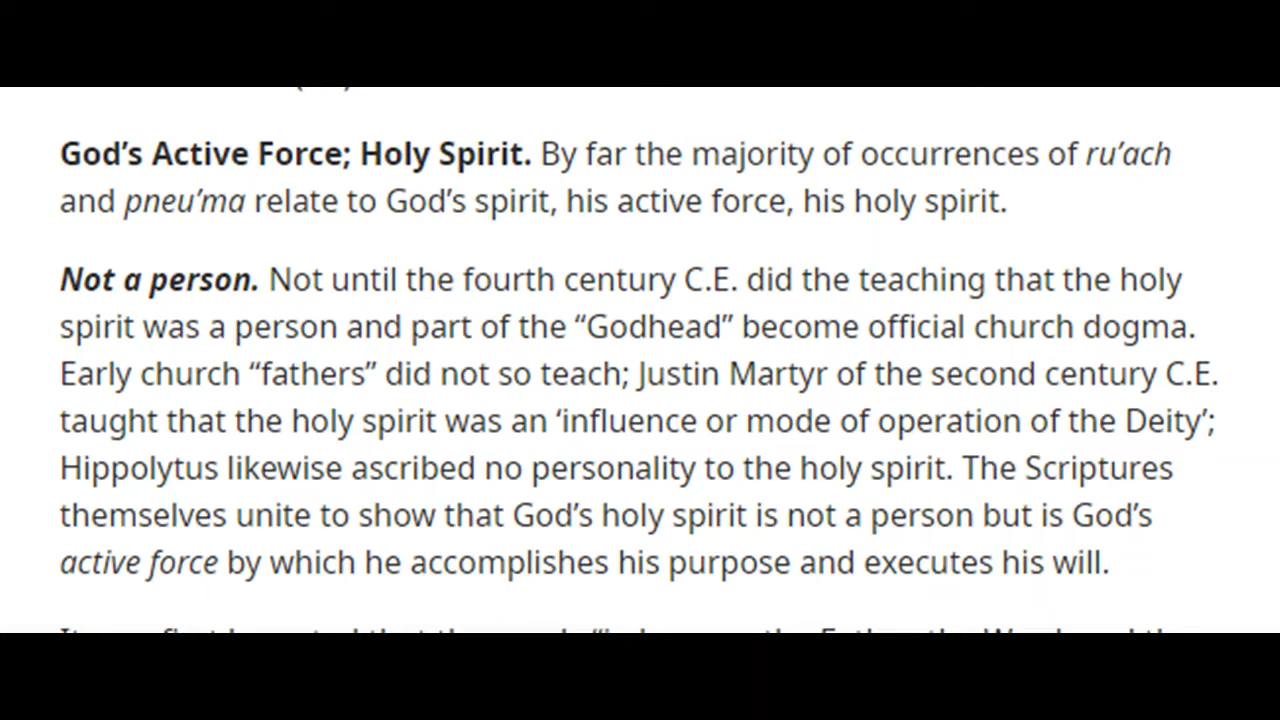 God’s Active Force; Holy Spirit. By far the majority of occurrences of ru′ach
and pneu′ma relate to God’s spirit, his active force, his holy spirit.
Not a person. Not until the fourth century C.E. did the teaching that the holy
spirit was a person and part of the “Godhead” become official church dogma.
Early church “fathers” did not so teach; Justin Martyr of the second century C.E.
taught that the holy spirit was an ‘influence or mode of operation of the Deity’;
Hippolytus likewise ascribed no personality to the holy spirit. The Scriptures
themselves unite to show that God’s holy spirit is not a person but is God’s
active force by which he accomplishes his purpose and executes his will.